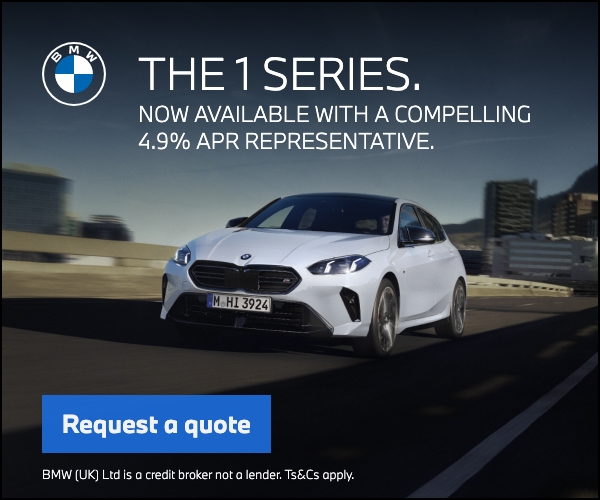 BMW
THE 1 SERIES.
NOW AVAILABLE WITH A COMPELLING
4.9% APR REPRESENTATIVE.
M HI 3924
Request a quote
BMW (UK) Ltd is a credit broker not a lender. Ts&Cs apply.